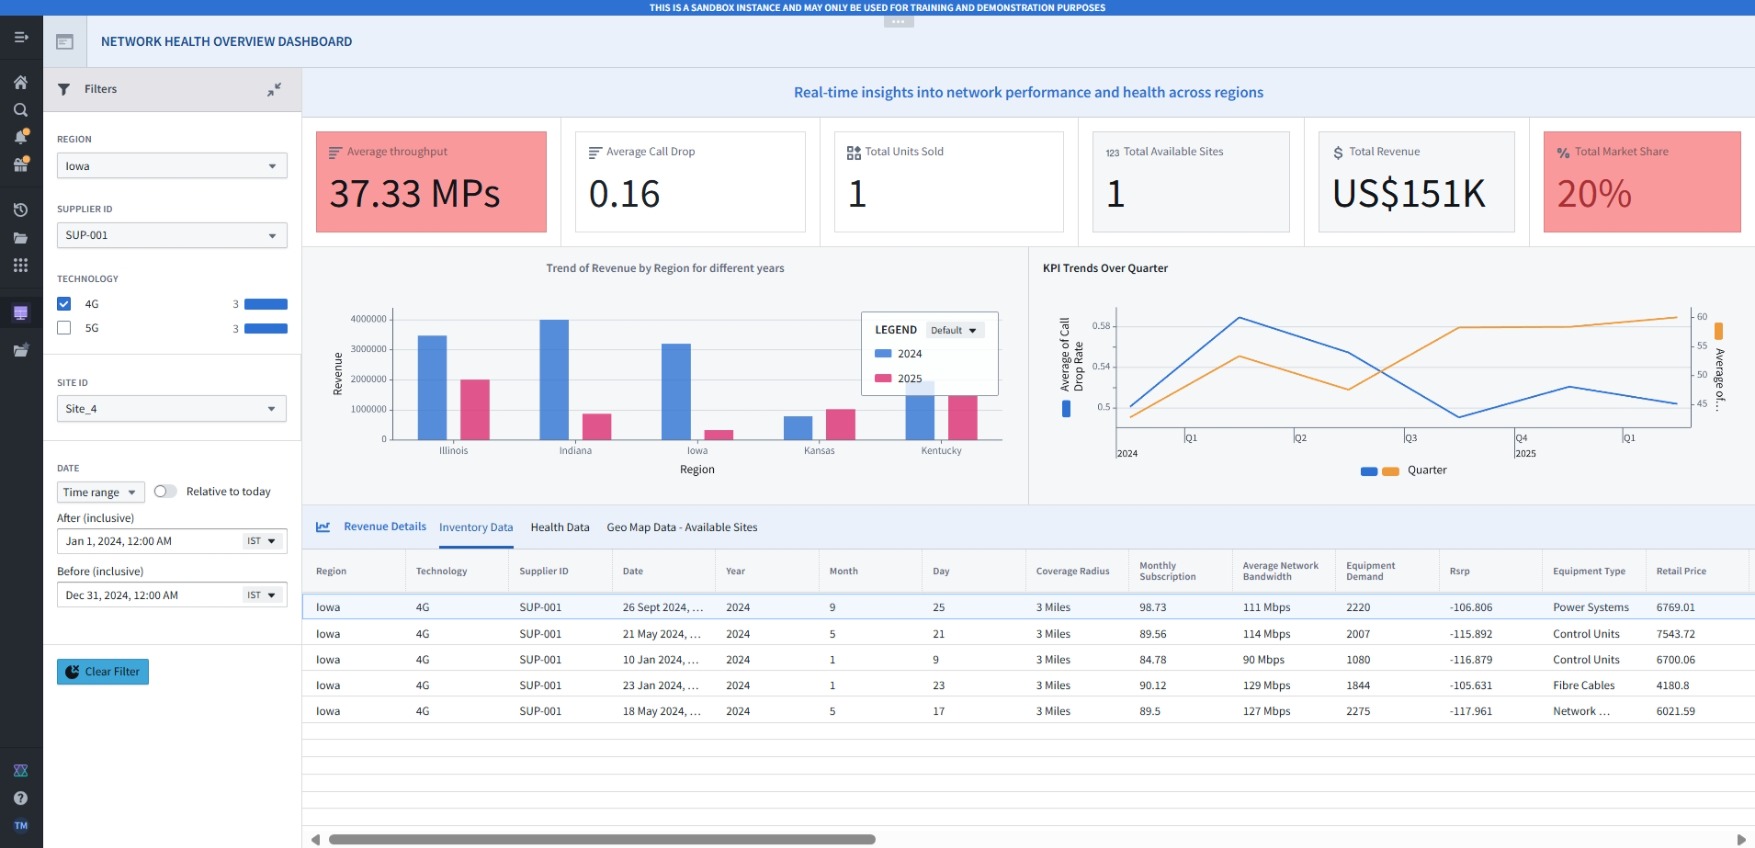 THIS IS A SANDBOX INSTANCE AND MAY ONLY BE USED FOR TRAINING AND DEMONSTRATION PURPOSES
NETWORK HEALTH OVERVIEW DASHBOARD
Filters
Real-time insights into network performance and health across regions
REGION
Iowa
SUPPLIER ID
SUP-001
TECHNOLOGY
4G 3
5G 3
SITE ID
Site_4
DATE
Time range Relative to today
After (inclusive)
Jan 1, 2024, 12:00 AM IST
Before (inclusive)
Dec 31, 2024, 12:00 AM IST
Clear Filter
TM
Average throughput
37.33 MPs
Average Call Drop
0.16
Total Units Sold
1
123 Total Available Sites
1
$ Total Revenue
US$151K
% Total Market Share
20%
Trend of Revenue by Region for different years
Revenue
4000000
3000000
2000000
1000000
0
Illinois Indiana Iowa Kansas Kentucky
Region
LEGEND Default
2024
2025
KPI Trends Over Quarter
Average of Call
Drop Rate
0.58
0.54
0.5
60
55
50
45
Average of...
Q1 Q2 Q3 Q4 Q1
2024 2025
Quarter
Revenue Details Inventory Data Health Data Geo Map Data - Available Sites
Region Technology Supplier ID Date Year Month Day Coverage Radius Monthly Subscription Average Network Bandwidth Equipment Demand Rsrp Equipment Type Retail Price
Iowa 4G SUP-001 26 Sept 2024, ... 2024 9 25 3 Miles 98.73 111 Mbps 2220 -106.806 Power Systems 6769.01
Iowa 4G SUP-001 21 May 2024, ... 2024 5 21 3 Miles 89.56 114 Mbps 2007 -115.892 Control Units 7543.72
Iowa 4G SUP-001 10 Jan 2024, ... 2024 1 9 3 Miles 84.78 90 Mbps 1080 -116.879 Control Units 6700.06
Iowa 4G SUP-001 23 Jan 2024, ... 2024 1 23 3 Miles 90.12 129 Mbps 1844 -105.631 Fibre Cables 4180.8
Iowa 4G SUP-001 18 May 2024, ... 2024 5 17 3 Miles 89.5 127 Mbps 2275 -117.961 Network ... 6021.59